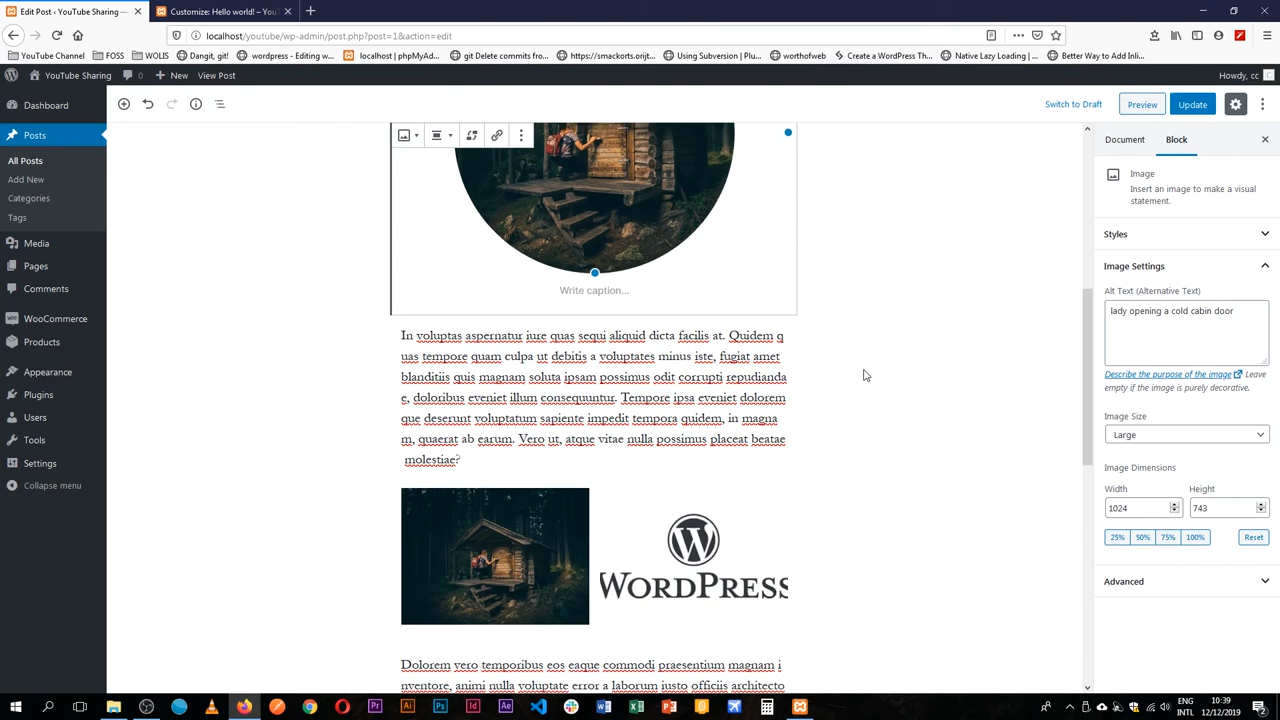 Edit Post ‹ YouTube Sharing —
Customize: Hello world! – You
localhost/youtube/wp-admin/post.php?post=1&action=edit
YouTube Channel
FOSS
WOLIS
Dangit, git!
wordpress - Editing w
localhost | phpMyAd
git Delete commits fro
https://smackorts.orijt
Using Subversion | Plu
worthofweb
Create a WordPress Th
Native Lazy Loading |
Better Way to Add Inli
YouTube Sharing
0
New
View Post
Howdy, cc
Dashboard
Switch to Draft
Preview
Update
Posts
All Posts
Add New
Categories
Tags
Media
Pages
Comments
WooCommerce
Products
Appearance
Plugins
Users
Tools
Settings
Collapse menu
Write caption...
In voluptas aspernatur iure quas sequi aliquid dicta facilis at. Quidem q
uas tempore quam culpa ut debitis a voluptates minus iste, fugiat amet
blanditiis quis magnam soluta ipsam possimus odit corrupti repudianda
e, doloribus eveniet illum consequuntur. Tempore ipsa eveniet dolorem
que deserunt voluptatum sapiente impedit tempora quidem, in magna
m, quaerat ab earum. Vero ut, atque vitae nulla possimus placeat beatae
molestiae?
WORDPRESS
Dolorem vero temporibus eos eaque commodi praesentium magnam i
nventore, animi nulla voluptate error a laborum justo officiis architecto
Document
Block
Image
Insert an image to make a visual
statement.
Styles
Image Settings
Alt Text (Alternative Text)
lady opening a cold cabin door
Describe the purpose of the image Leave
empty if the image is purely decorative.
Image Size
Large
Image Dimensions
Width
Height
1024
743
25%
50%
75%
100%
Reset
Advanced
ENG
INTL
10:39
12/12/2019